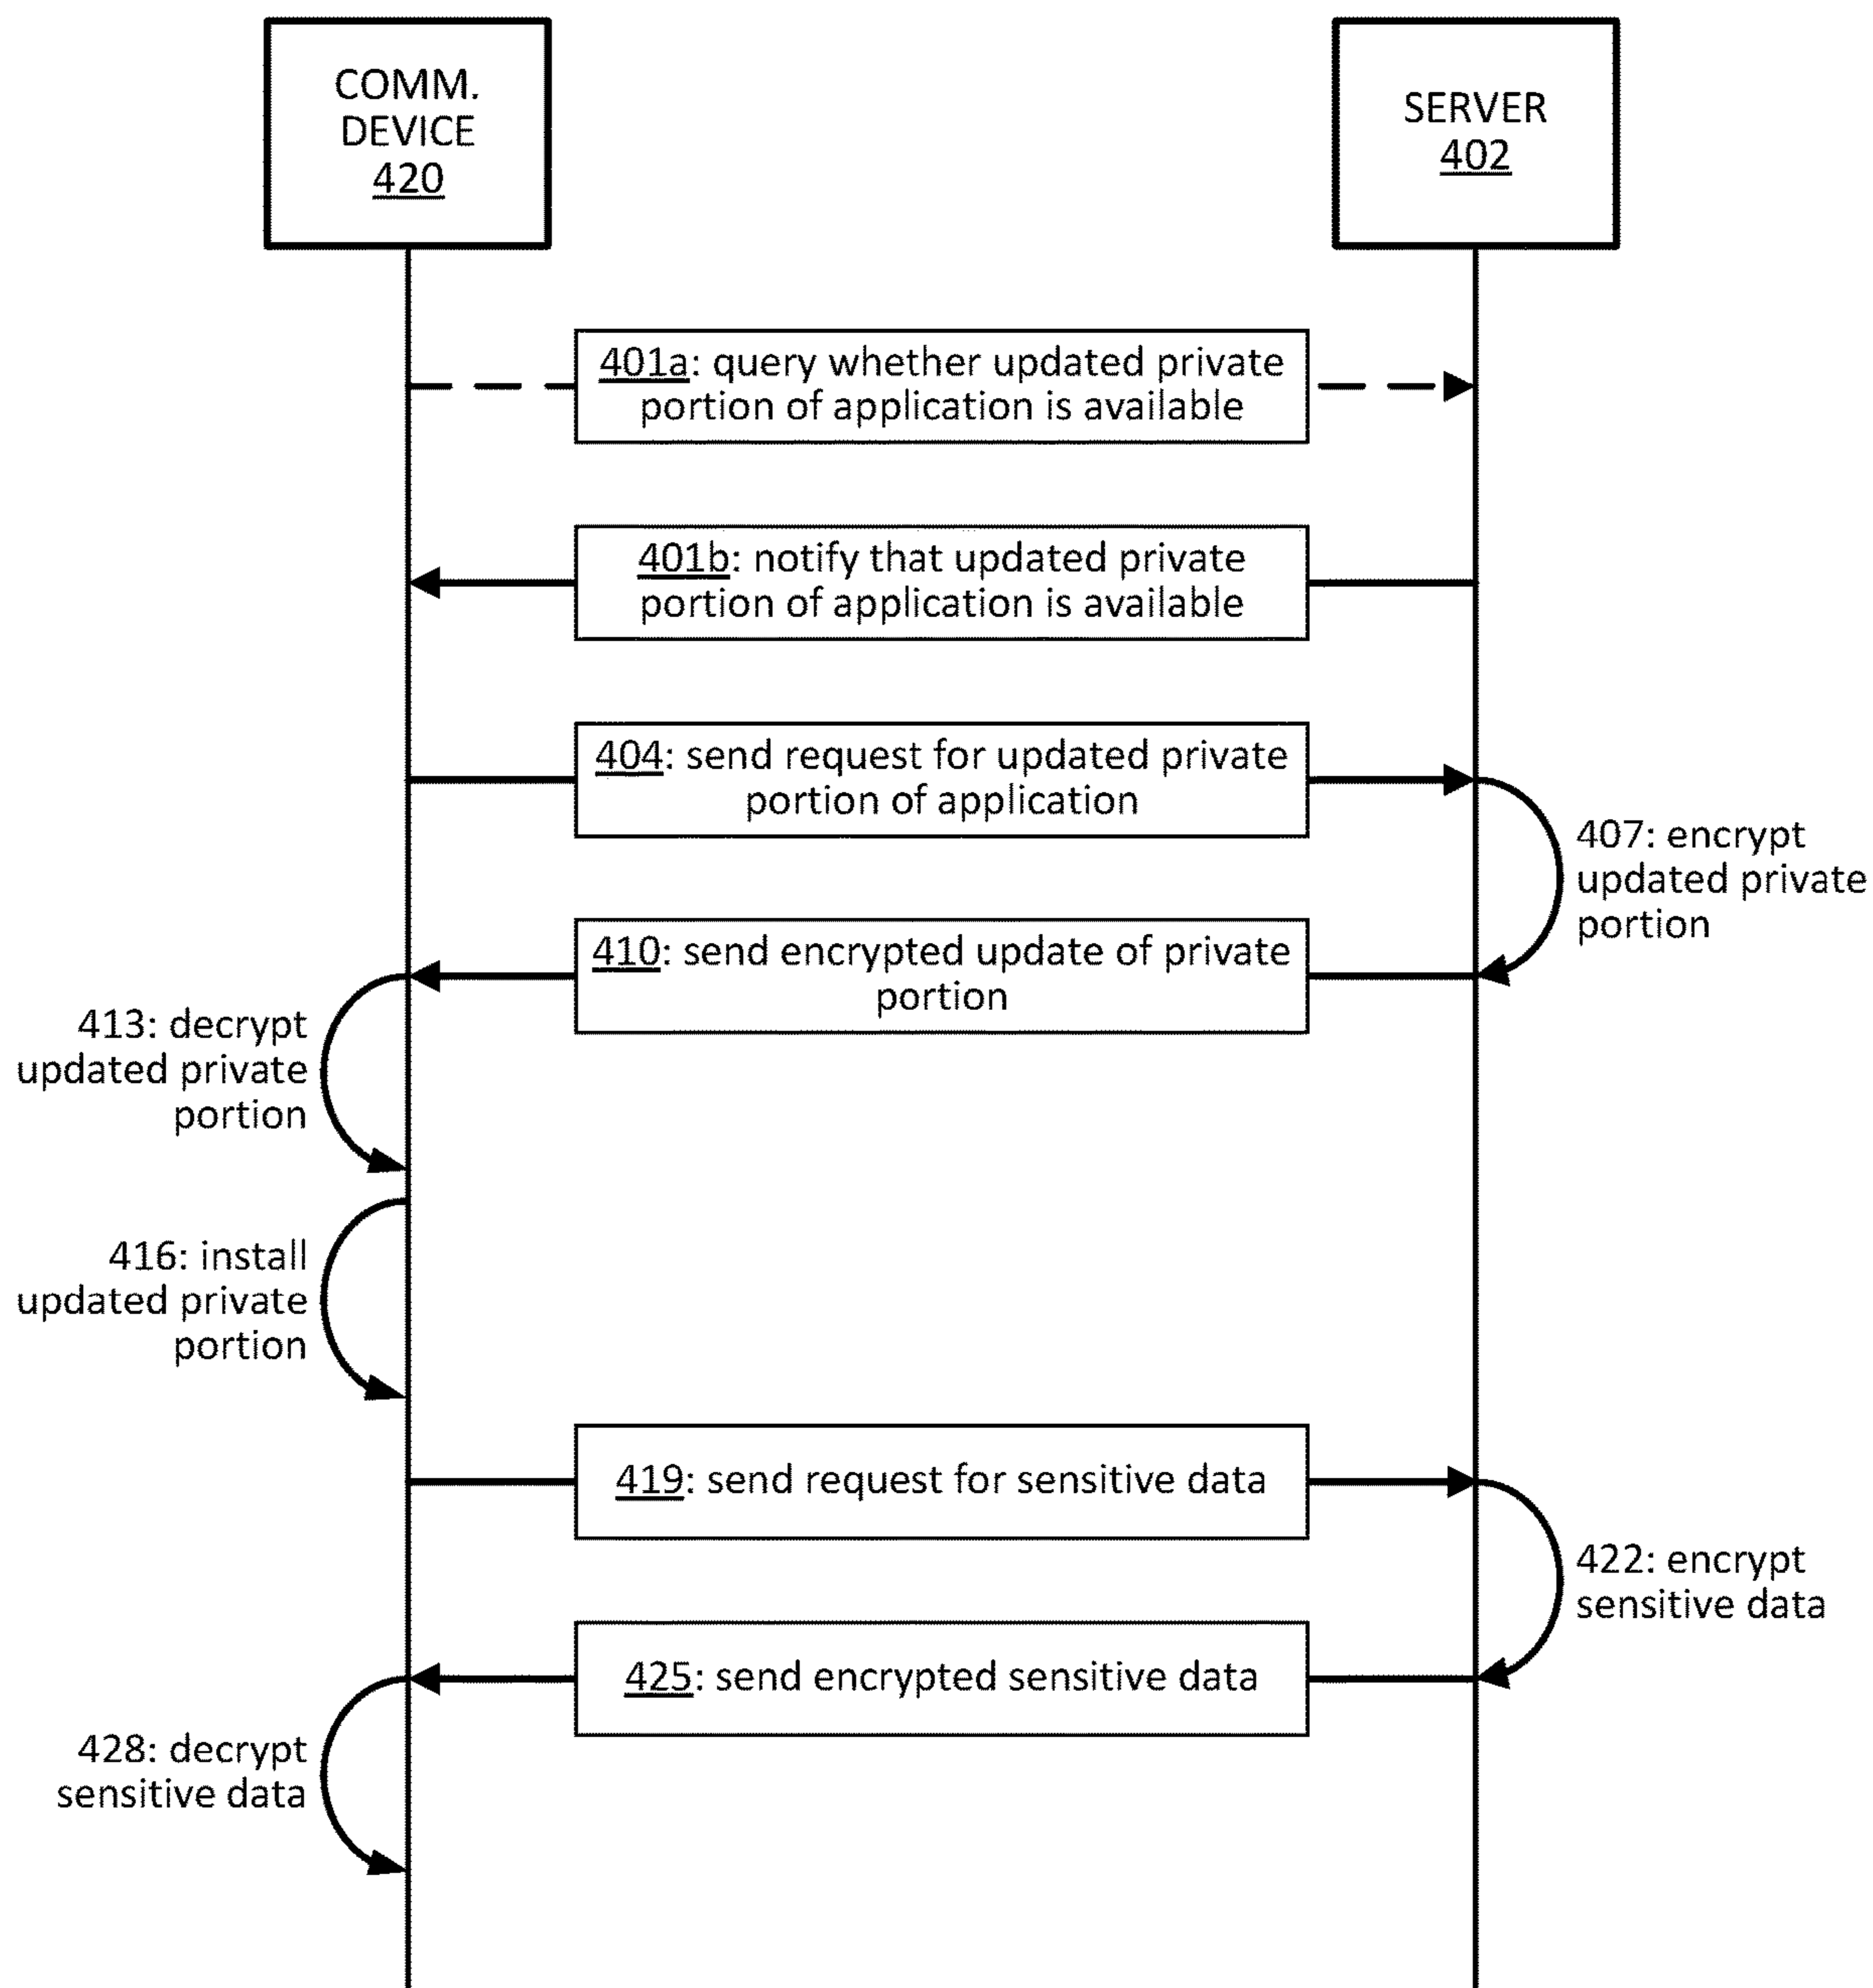 COMM.
DEVICE
420
SERVER
402
401a: query whether updated private
portion of application is available
401b: notify that updated private
portion of application is available
404: send request for updated private
portion of application
407: encrypt
updated private
portion
410: send encrypted update of private
portion
413: decrypt
updated private
portion
416: install
updated private
portion
419: send request for sensitive data
422: encrypt
sensitive data
425: send encrypted sensitive data
428: decrypt
sensitive data